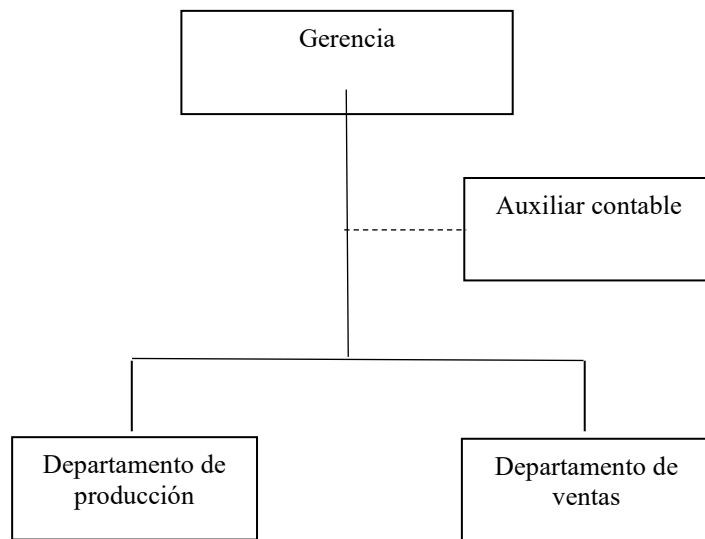 Gerencia
Auxiliar contable
Departamento de
producción
Departamento de
ventas